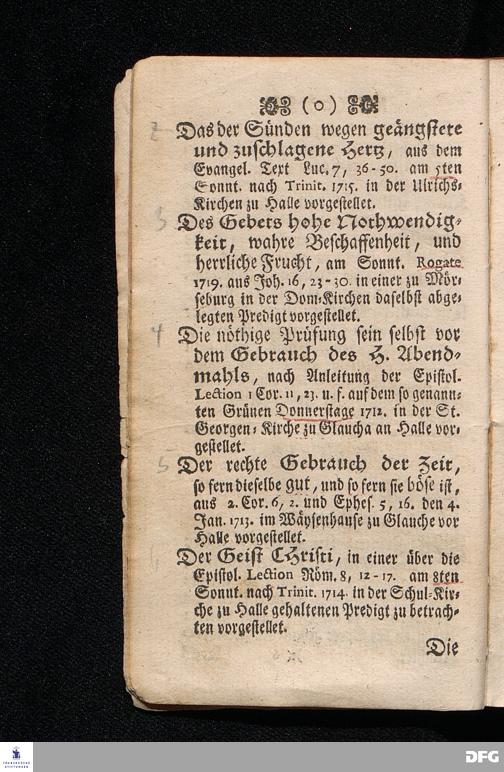 (o)
2 Das der Sünden wegen geängstete
und zuschlagene Hertz, aus dem
Evangel. Text Luc. 7, 36-50. am 5ten
Sonnt. nach Trinit. 1715. in der Ulrichs-
Kirchen zu Halle vorgestellet.
3 Des Gebets hohe Nothwendig-
keit, wahre Beschaffenheit, und
herrliche Frucht, am Sonnt. Rogate
1719. aus Joh. 16, 23-30. in einer zu Mör-
seburg in der Dom-Kirchen daselbst abge-
legten Predigt vorgestellet.
4 Die nöthige Prüfung sein selbst vor
dem Gebrauch des H. Abend-
mahls, nach Anleitung der Epistol.
Lection 1 Cor. 11, 23. u. f. auf dem so genann-
ten Grünen Donnerstage 1712. in der St.
Georgen-Kirche zu Glaucha an Halle vor-
gestellet.
5 Der rechte Gebrauch der Zeit,
so fern dieselbe gut, und so fern sie böse ist,
aus 2. Cor. 6, 2. und Ephes. 5, 16. den 4.
Jan. 1713. im Wäysenhause zu Glauche vor
Halle vorgestellet.
Der Geist CHristi, in einer über die
Epistol. Lection Röm. 8, 12-17. am 8ten
Sonnt. nach Trinit. 1714. in der Schul-Kir-
che zu Halle gehaltenen Predigt zu betrach-
ten vorgestellet.
Die
FRANCKESCHE
STIFTUNGEN
DFG